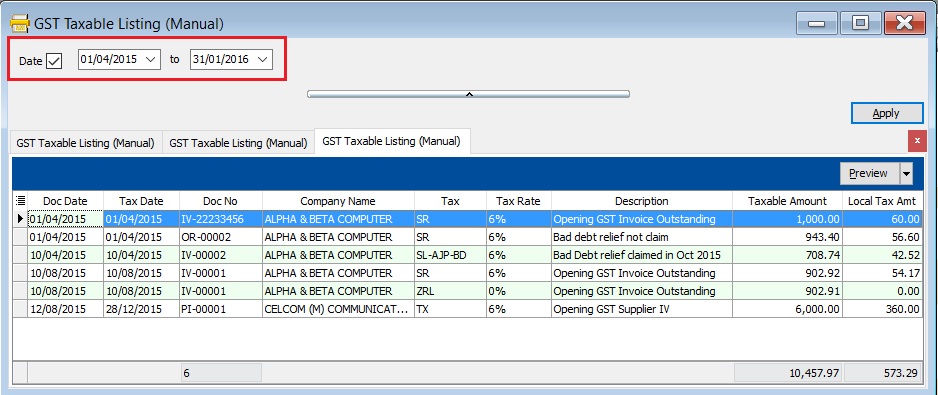 GST Taxable Listing (Manual)
Date 01/04/2015 to 31/01/2016
Apply
GST Taxable Listing (Manual) GST Taxable Listing (Manual) GST Taxable Listing (Manual) x
Preview
Doc Date Tax Date Doc No Company Name Tax Tax Rate Description Taxable Amount Local Tax Amt
01/04/2015 01/04/2015 IV-22233456 ALPHA & BETA COMPUTER SR 6% Opening GST Invoice Outstanding 1,000.00 60.00
01/04/2015 01/04/2015 OR-00002 ALPHA & BETA COMPUTER SR 6% Bad debt relief not claim 943.40 56.60
10/04/2015 10/04/2015 IV-00002 ALPHA & BETA COMPUTER SL-AJP-BD 6% Bad Debt relief claimed in Oct 2015 708.74 42.52
10/08/2015 10/08/2015 IV-00001 ALPHA & BETA COMPUTER SR 6% Opening GST Invoice Outstanding 902.92 54.17
10/08/2015 10/08/2015 IV-00001 ALPHA & BETA COMPUTER ZRL 0% Opening GST Invoice Outstanding 902.91 0.00
12/08/2015 28/12/2015 PI-00001 CELCOM (M) COMMUNICAT... TX 6% Opening GST Supplier IV 6,000.00 360.00
6 10,457.97 573.29